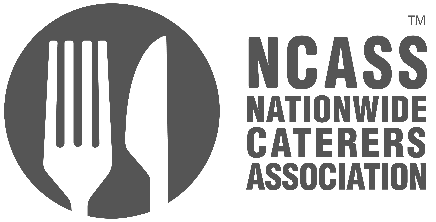 TM
NCASS
NATIONWIDE
CATERERS
ASSOCIATION